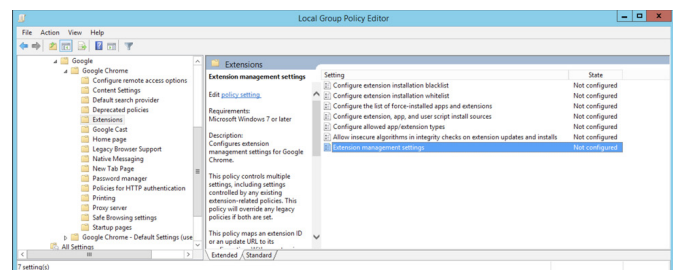 Local Group Policy Editor
File Action View Help
Google
Google Chrome
Configure remote access options
Content Settings
Default search provider
Deprecated policies
Extensions
Google Cast
Home page
Legacy Browser Support
Native Messaging
New Tab Page
Password manager
Policies for HTTP authentication
Printing
Proxy server
Safe Browsing settings
Startup pages
Google Chrome - Default Settings (use
All Settings
Extensions
Extension management settings
Edit policy setting
Requirements:
Microsoft Windows 7 or later
Description:
Configures extension
management settings for Google
Chrome.
This policy controls multiple
settings, including settings
controlled by any existing
extension-related policies. This
policy will override any legacy
policies if both are set.
This policy maps an extension ID
or an update URL to its
Setting State
Configure extension installation blacklist Not configured
Configure extension installation whitelist Not configured
Configure the list of force-installed apps and extensions Not configured
Configure extension, app, and user script install sources Not configured
Configure allowed app/extension types Not configured
Allow insecure algorithms in integrity checks on extension updates and installs Not configured
Extension management settings Not configured
Extended Standard
7 setting(s)